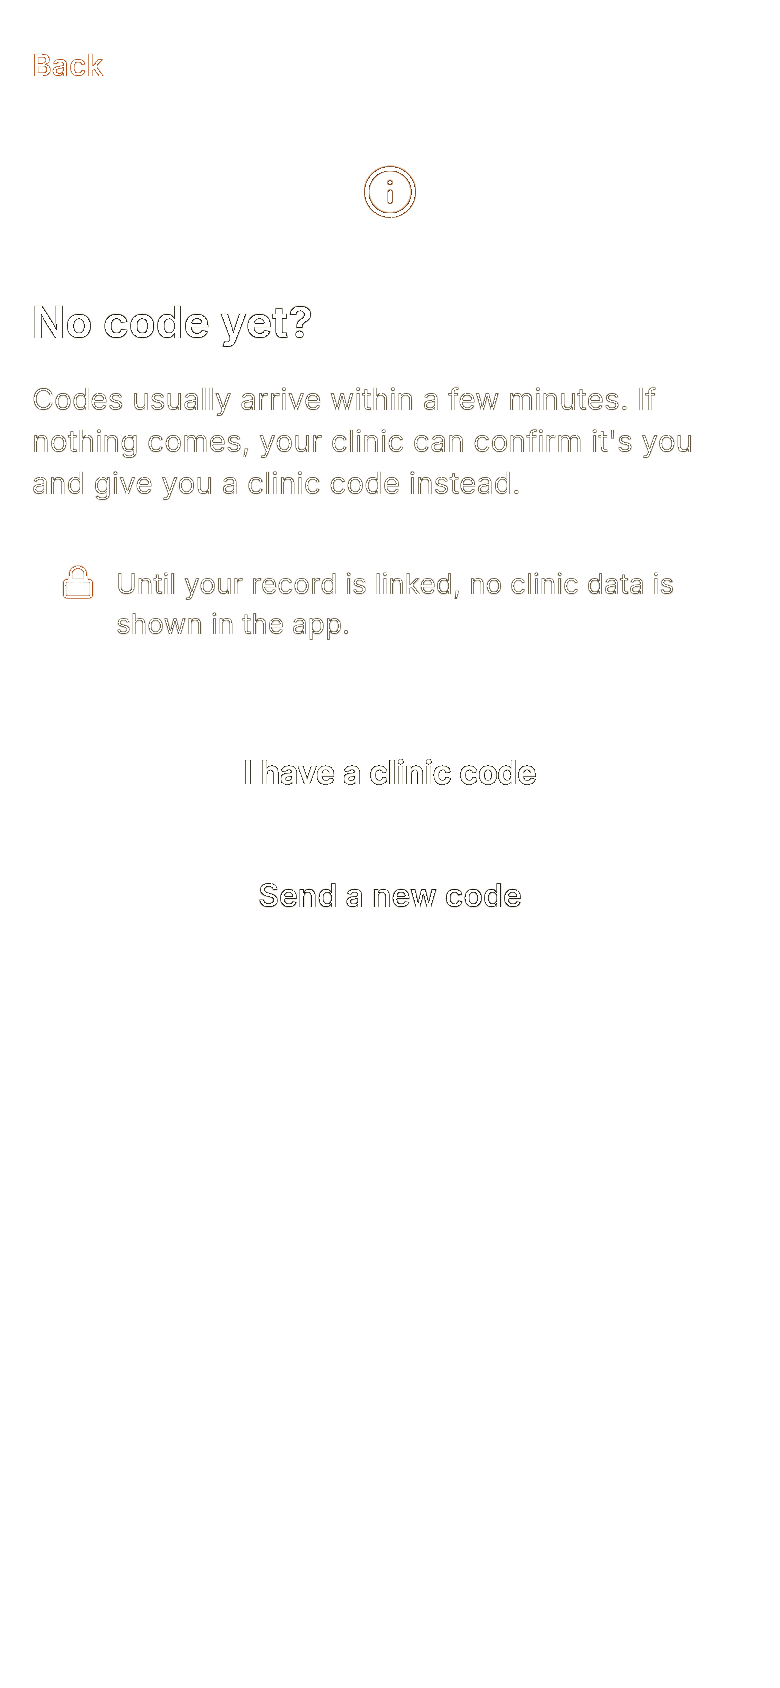 Back
No code yet?
Codes usually arrive within a few minutes. If
nothing comes, your clinic can confirm it's you
and give you a clinic code instead.
Until your record is linked, no clinic data is
shown in the app.
I have a clinic code
Send a new code